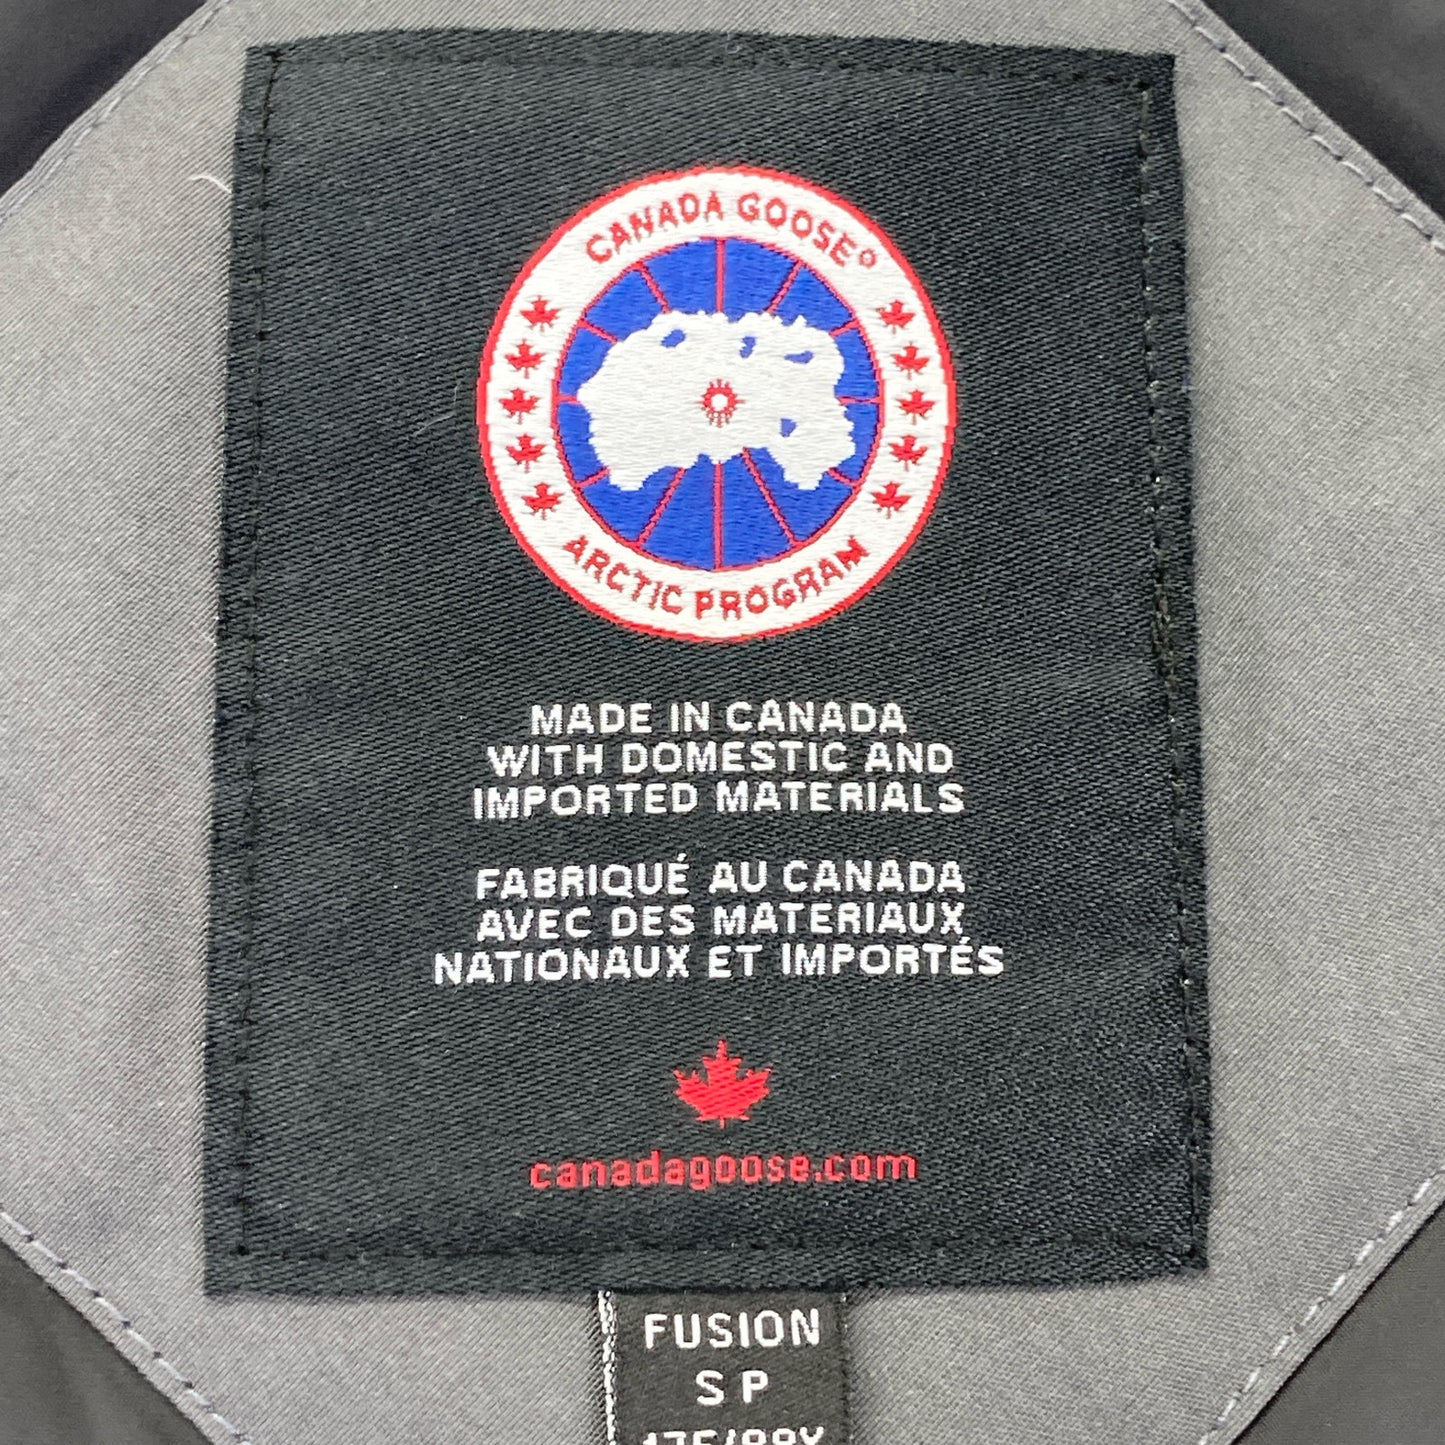 CANADA GOOSE
ARCTIC PROGRAM
MADE IN CANADA
WITH DOMESTIC AND
IMPORTED MATERIALS
FABRIQUÉ AU CANADA
AVEC DES MATERIAUX
NATIONAUX ET IMPORTÉS
canadagoose.com
FUSION
S P